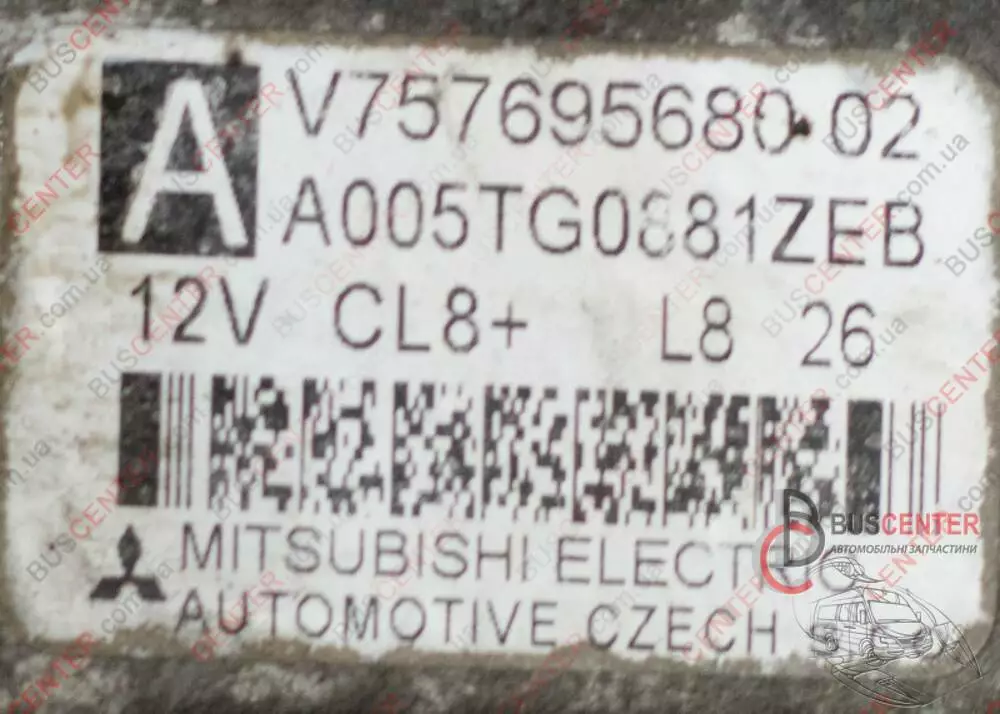 A V757695680-02
A005TG0881ZEB
12V CL8+ L8 26
MITSUBISHI ELECTRIC
AUTOMOTIVE CZECH
BUSCENTER
АВТОМОБІЛЬНІ ЗАПЧАСТИНИ